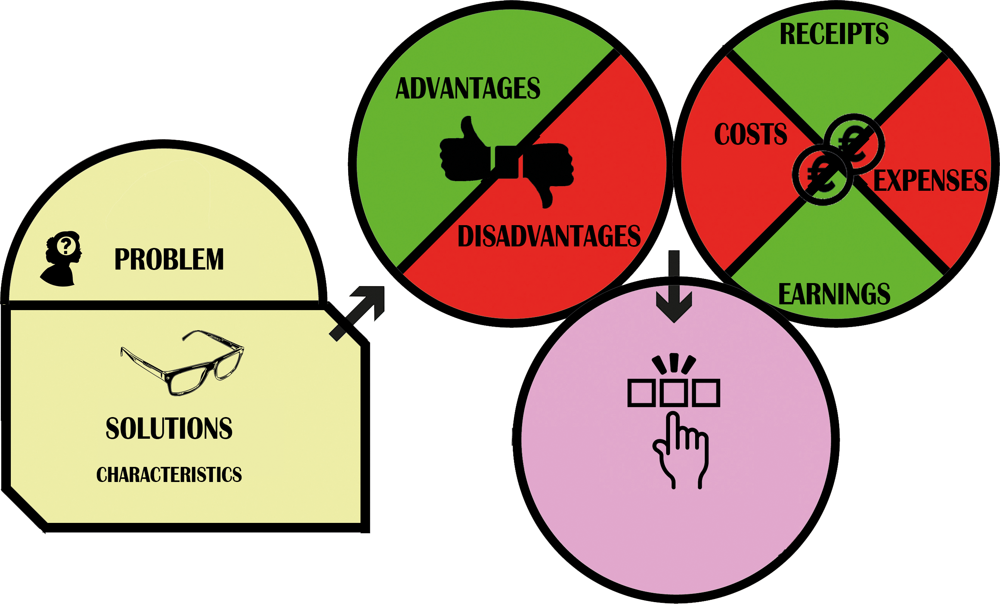 PROBLEM
?
SOLUTIONS
CHARACTERISTICS
ADVANTAGES
DISADVANTAGES
RECEIPTS
COSTS
EXPENSES
EARNINGS
€
€